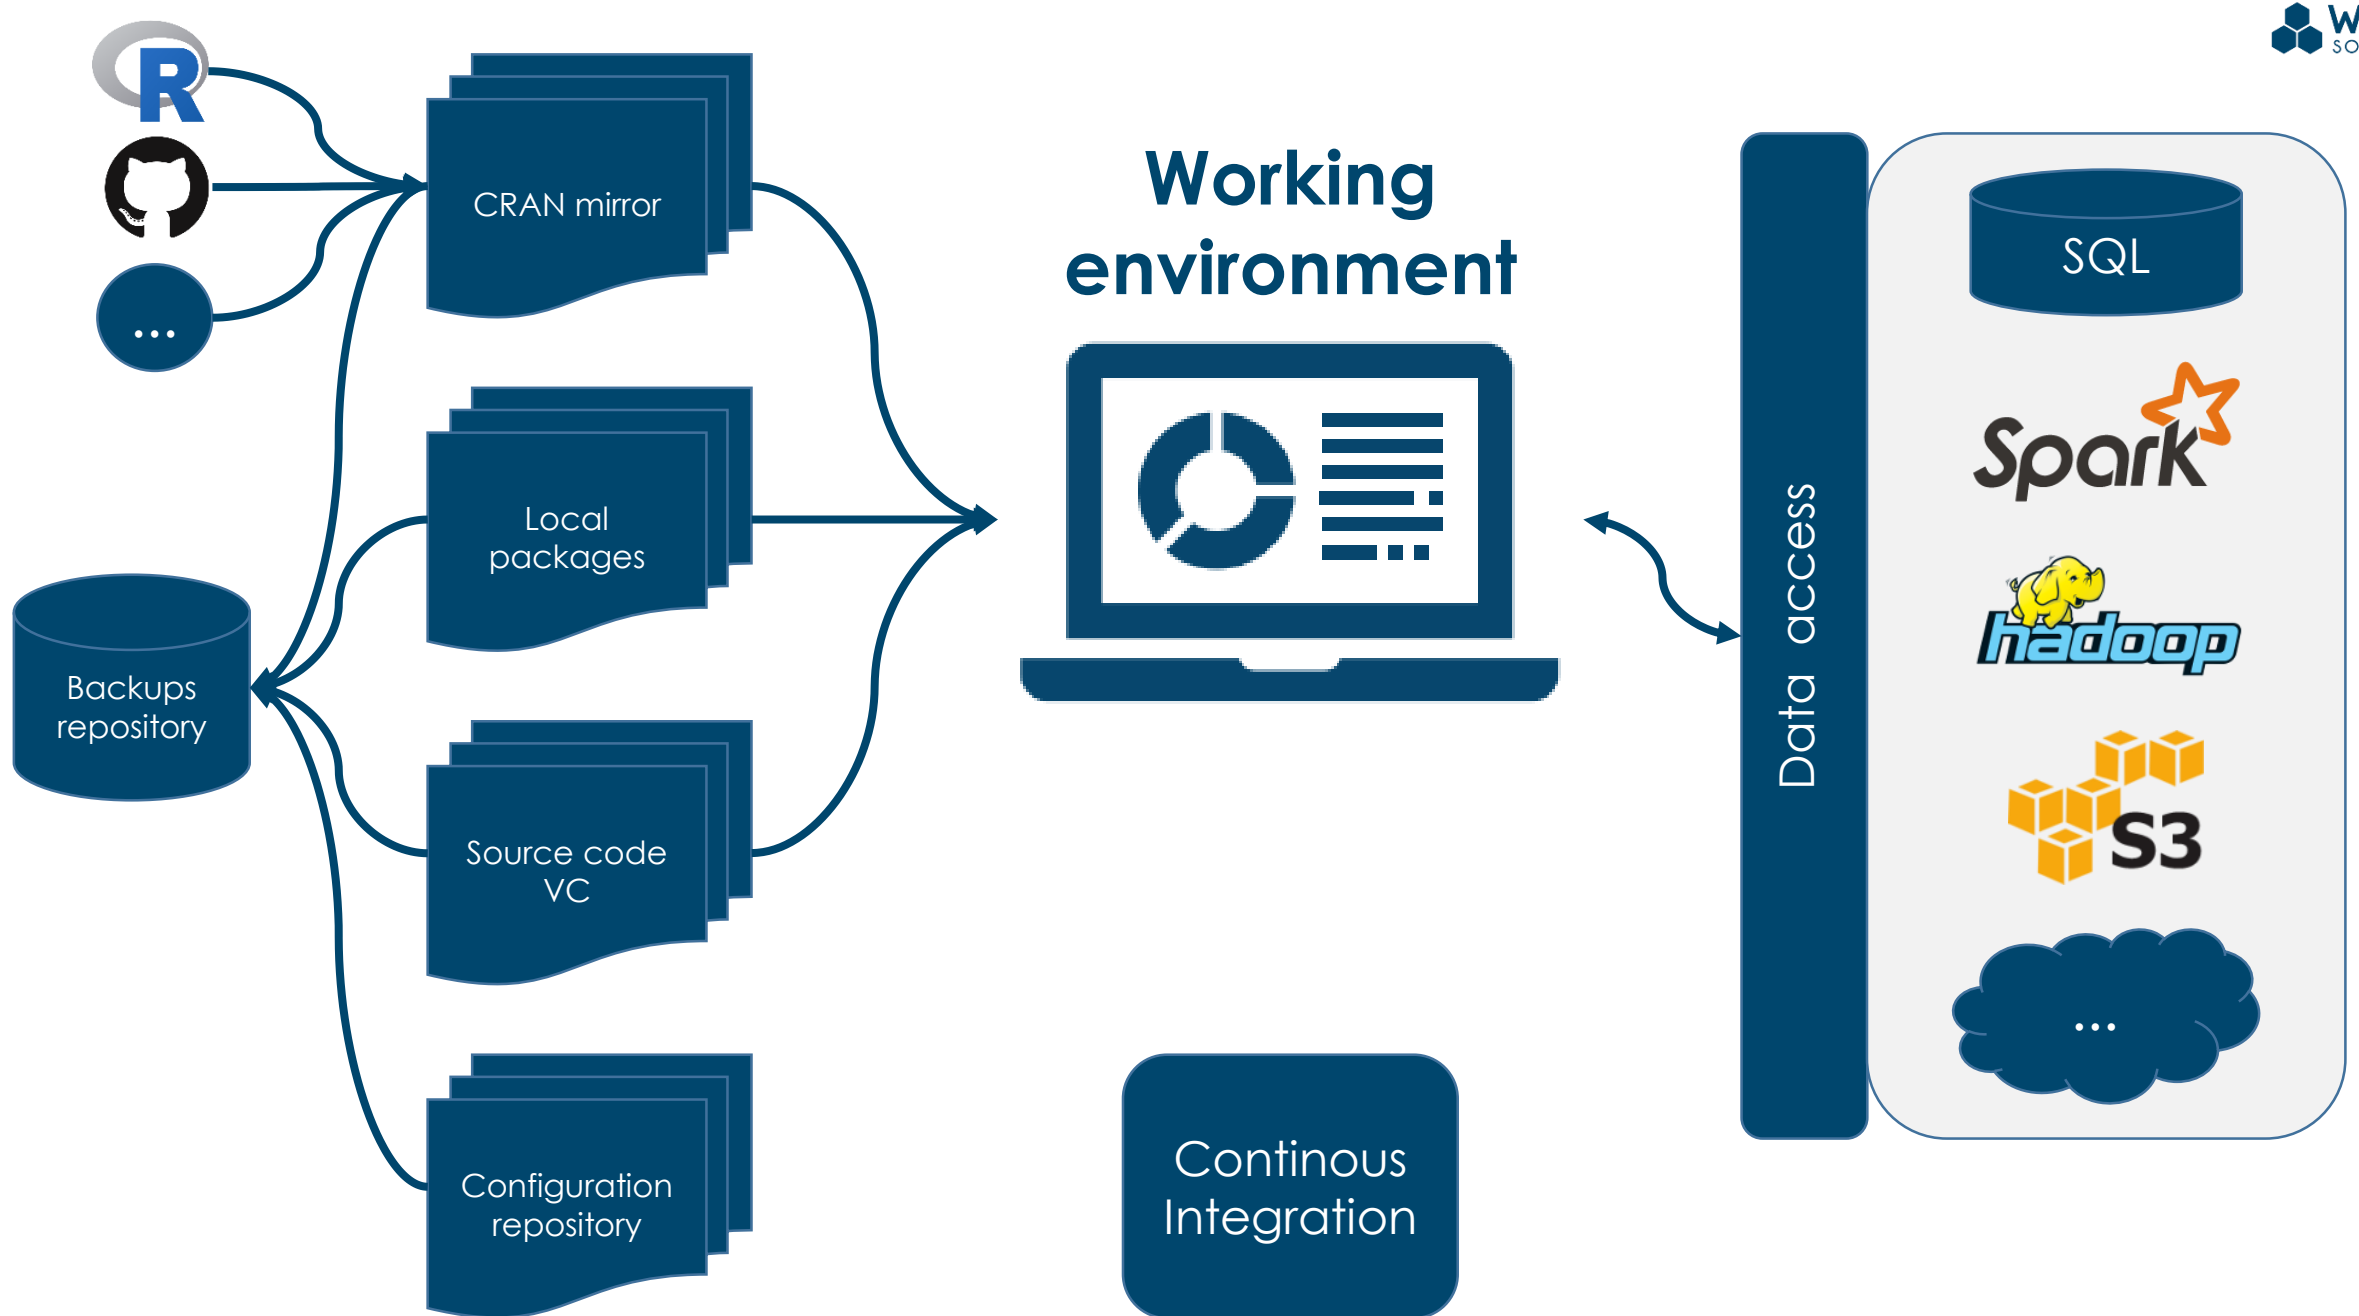 R
CRAN mirror
...
Local
packages
Backups
repository
Source code
VC
Configuration
repository
Working
environment
Continous
Integration
Data access
SQL
Spark
hadoop
S3
...